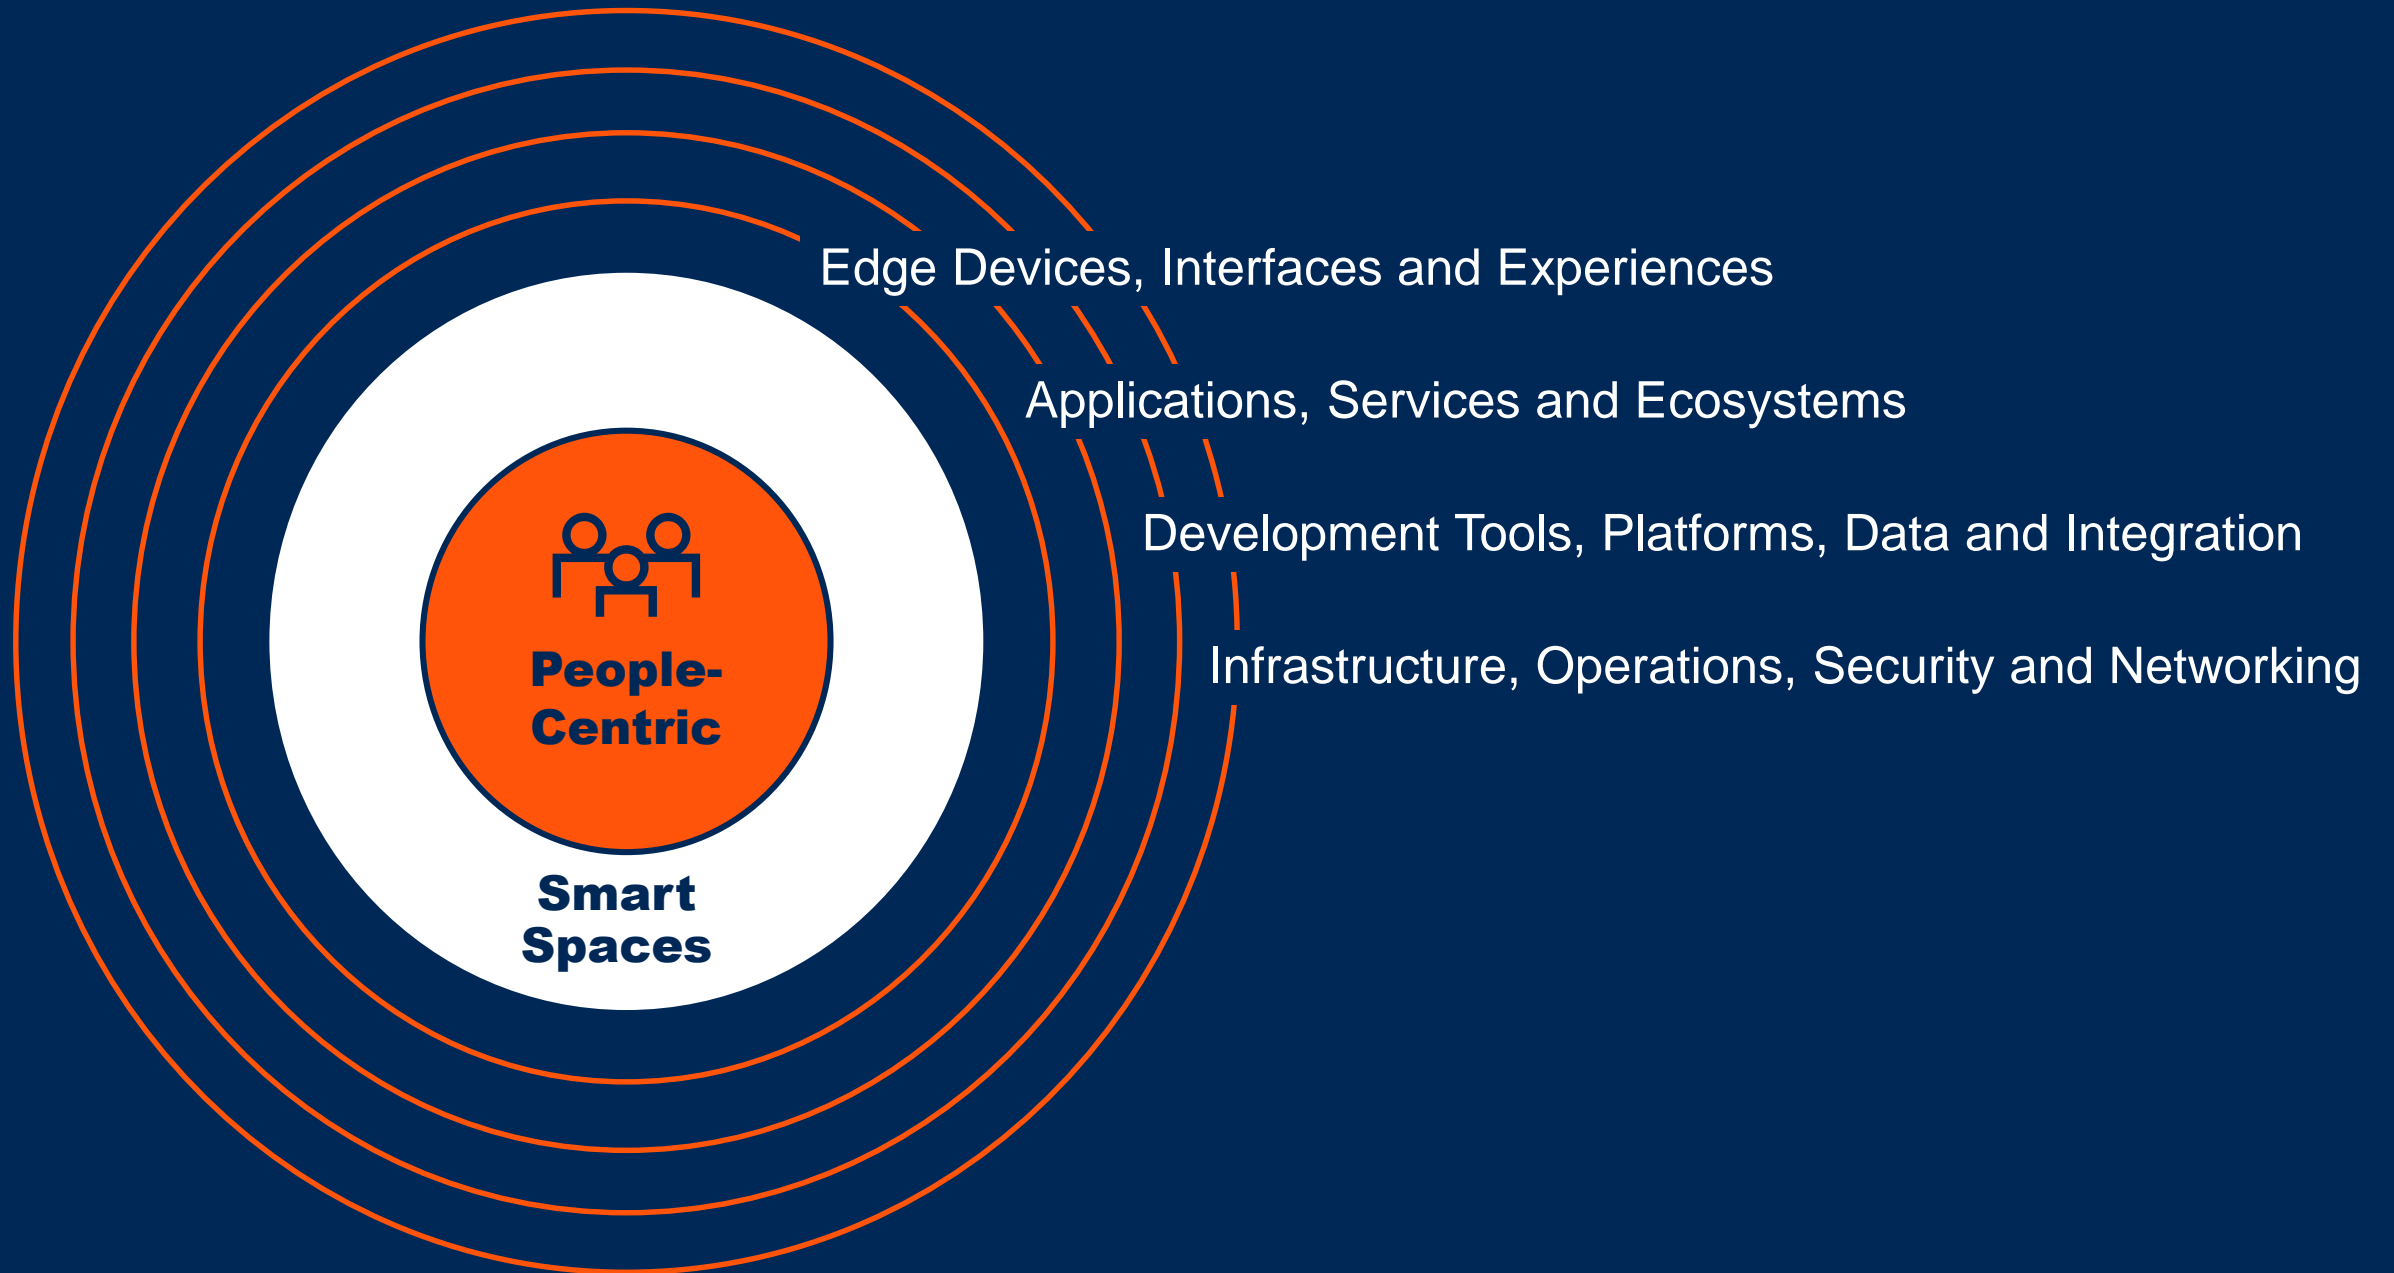 Edge Devices, Interfaces and Experiences
Applications, Services and Ecosystems
Development Tools, Platforms, Data and Integration
Infrastructure, Operations, Security and Networking
People-
Centric
Smart
Spaces